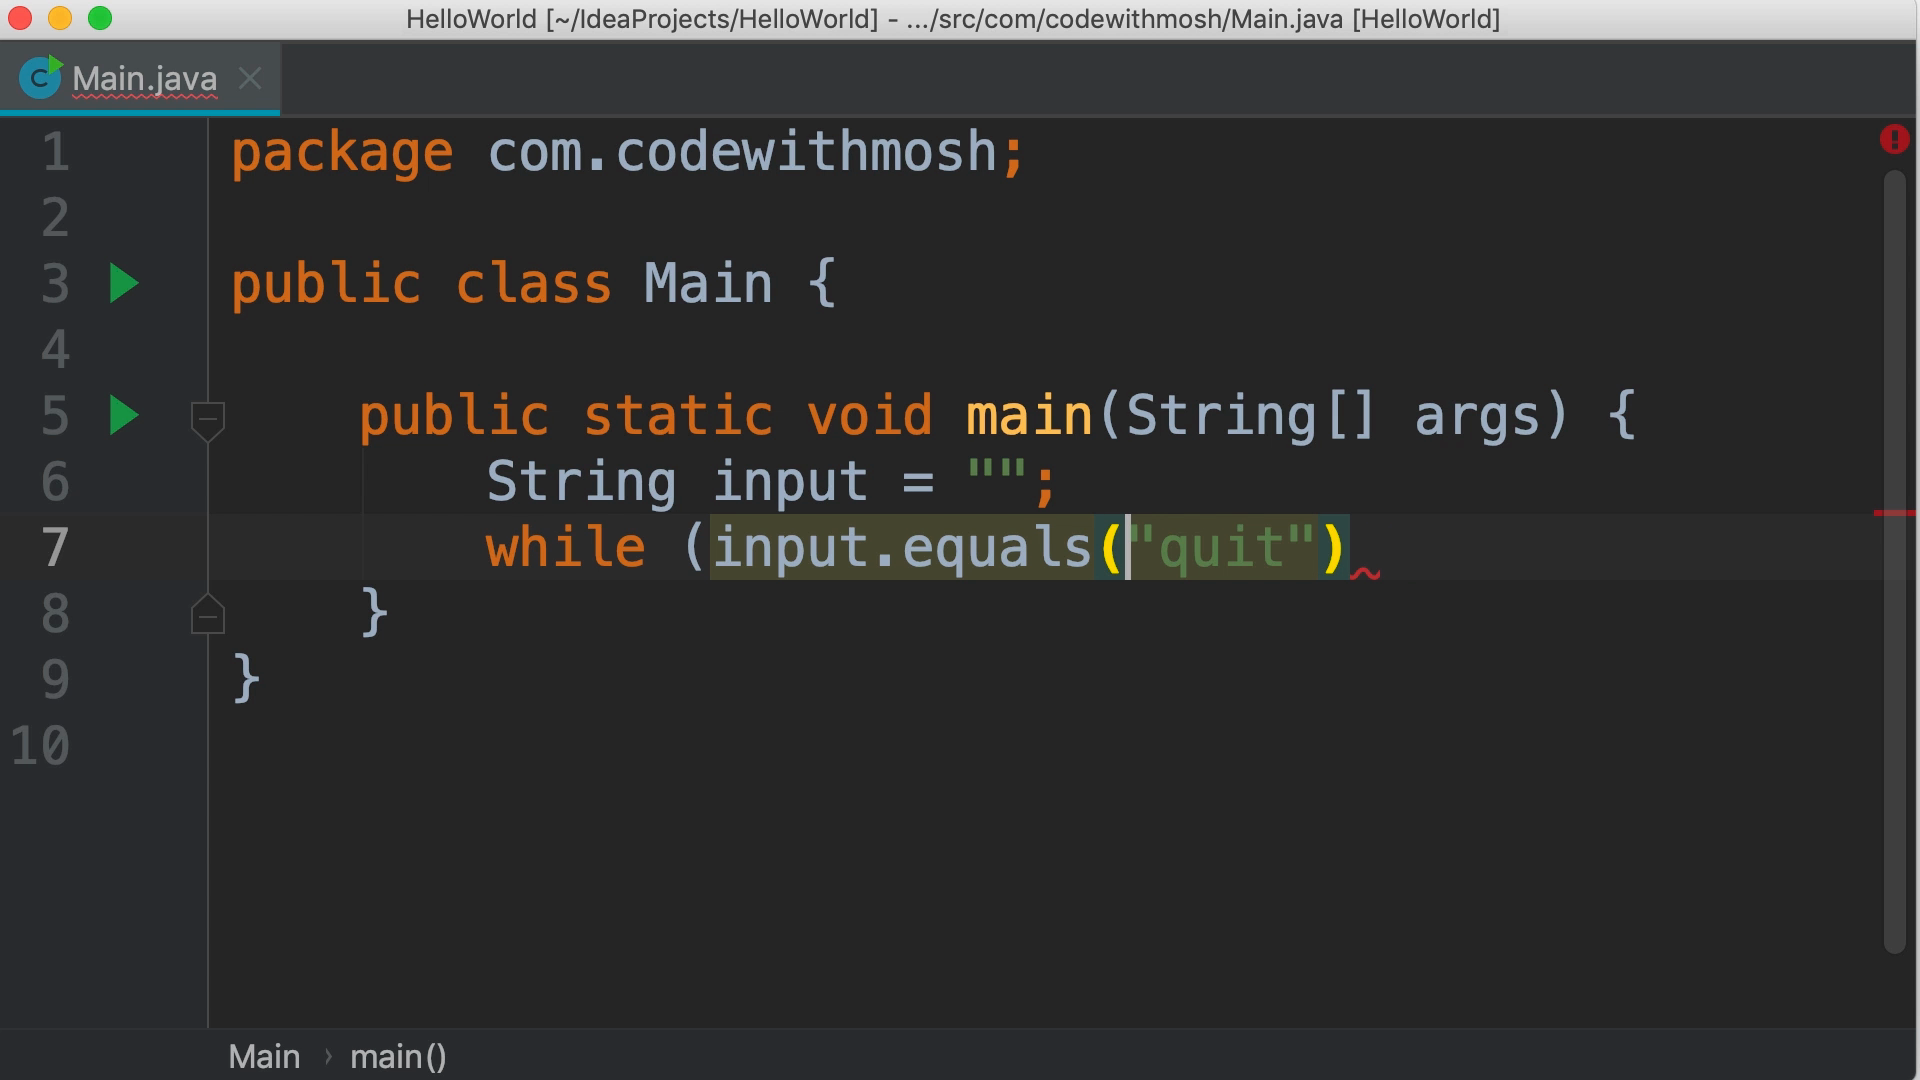 HelloWorld [~/IdeaProjects/HelloWorld] - .../src/com/codewithmosh/Main.java [HelloWorld]
C Main.java
1 package com.codewithmosh;
2
3 public class Main {
4
5     public static void main(String[] args) {
6         String input = "";
7         while (input.equals("quit")
8     }
9 }
10
Main › main()